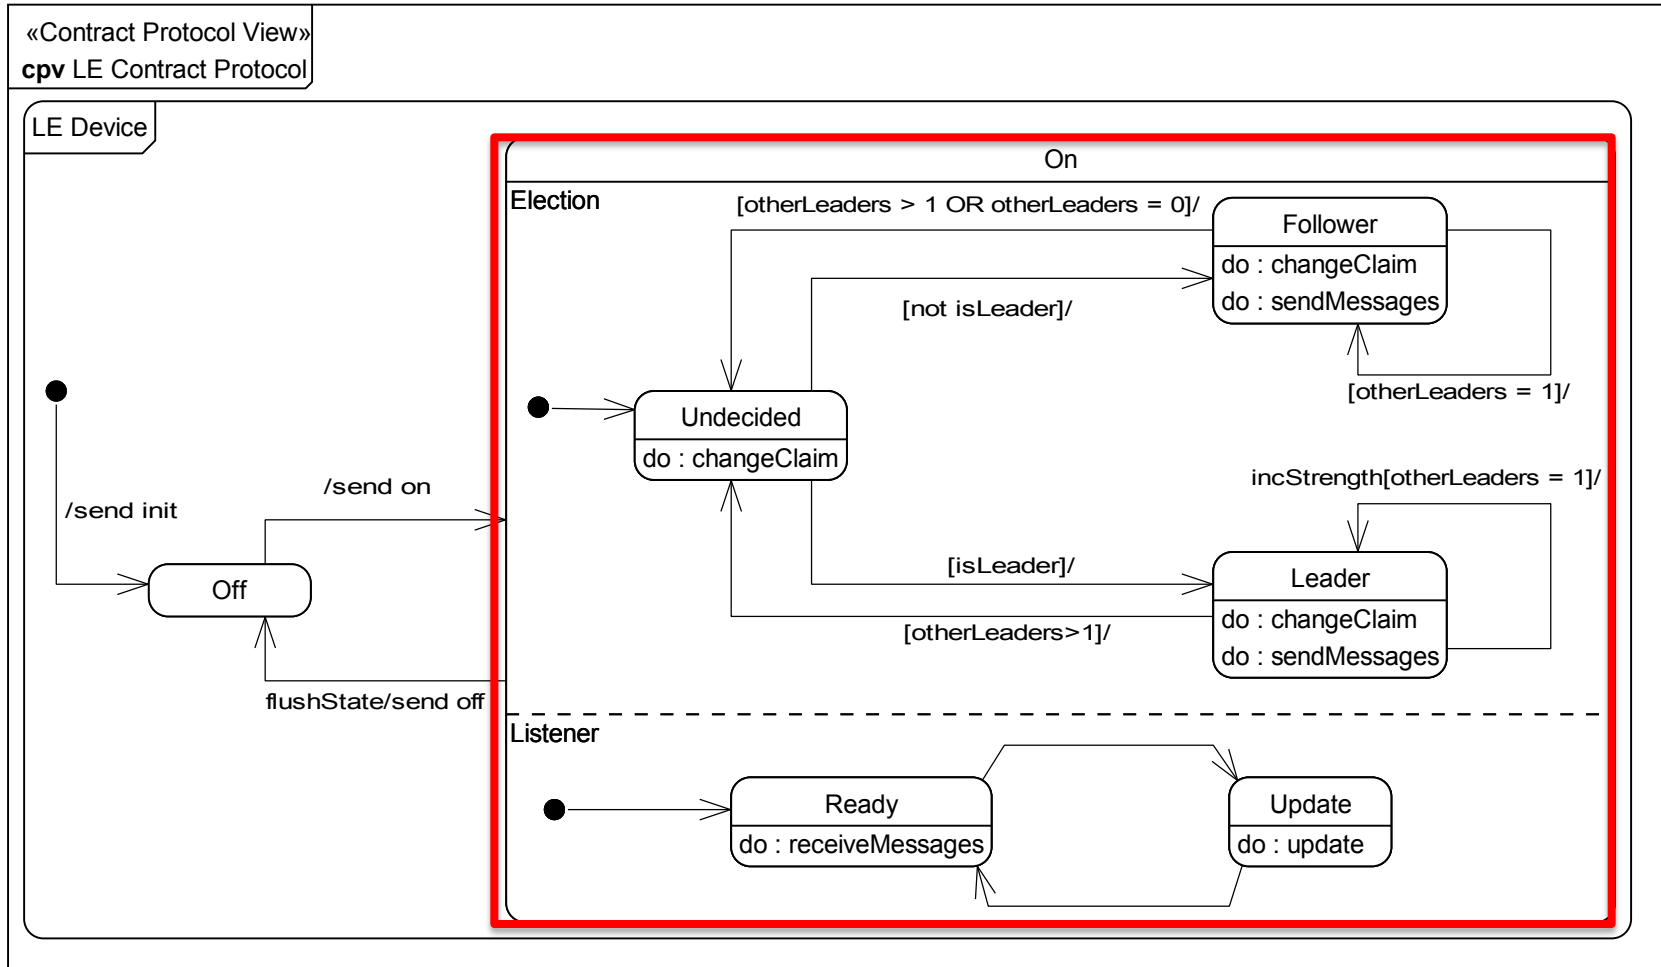 «Contract Protocol View»
cpv LE Contract Protocol
LE Device
On
Election
[otherLeaders > 1 OR otherLeaders = 0]/
Follower
do : changeClaim
do : sendMessages
[not isLeader]/
[otherLeaders = 1]/
Undecided
do : changeClaim
incStrength[otherLeaders = 1]/
/send on
/send init
[isLeader]/
Leader
do : changeClaim
do : sendMessages
Off
[otherLeaders>1]/
flushState/send off
Listener
Ready
do : receiveMessages
Update
do : update